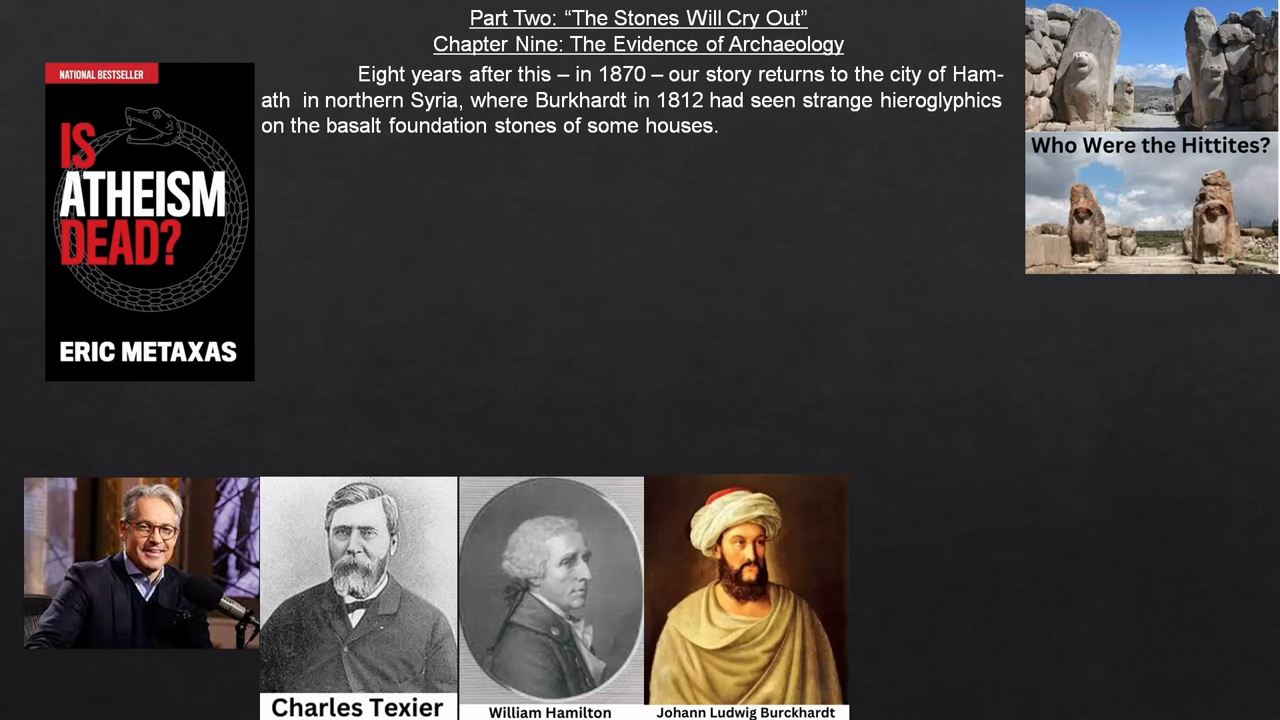 Part Two: “The Stones Will Cry Out”
Chapter Nine: The Evidence of Archaeology
Eight years after this – in 1870 – our story returns to the city of Ham-
ath in northern Syria, where Burkhardt in 1812 had seen strange hieroglyphics
on the basalt foundation stones of some houses.
NATIONAL BESTSELLER
IS
ATHEISM
DEAD?
ERIC METAXAS
Who Were the Hittites?
Charles Texier
William Hamilton
Johann Ludwig Burckhardt